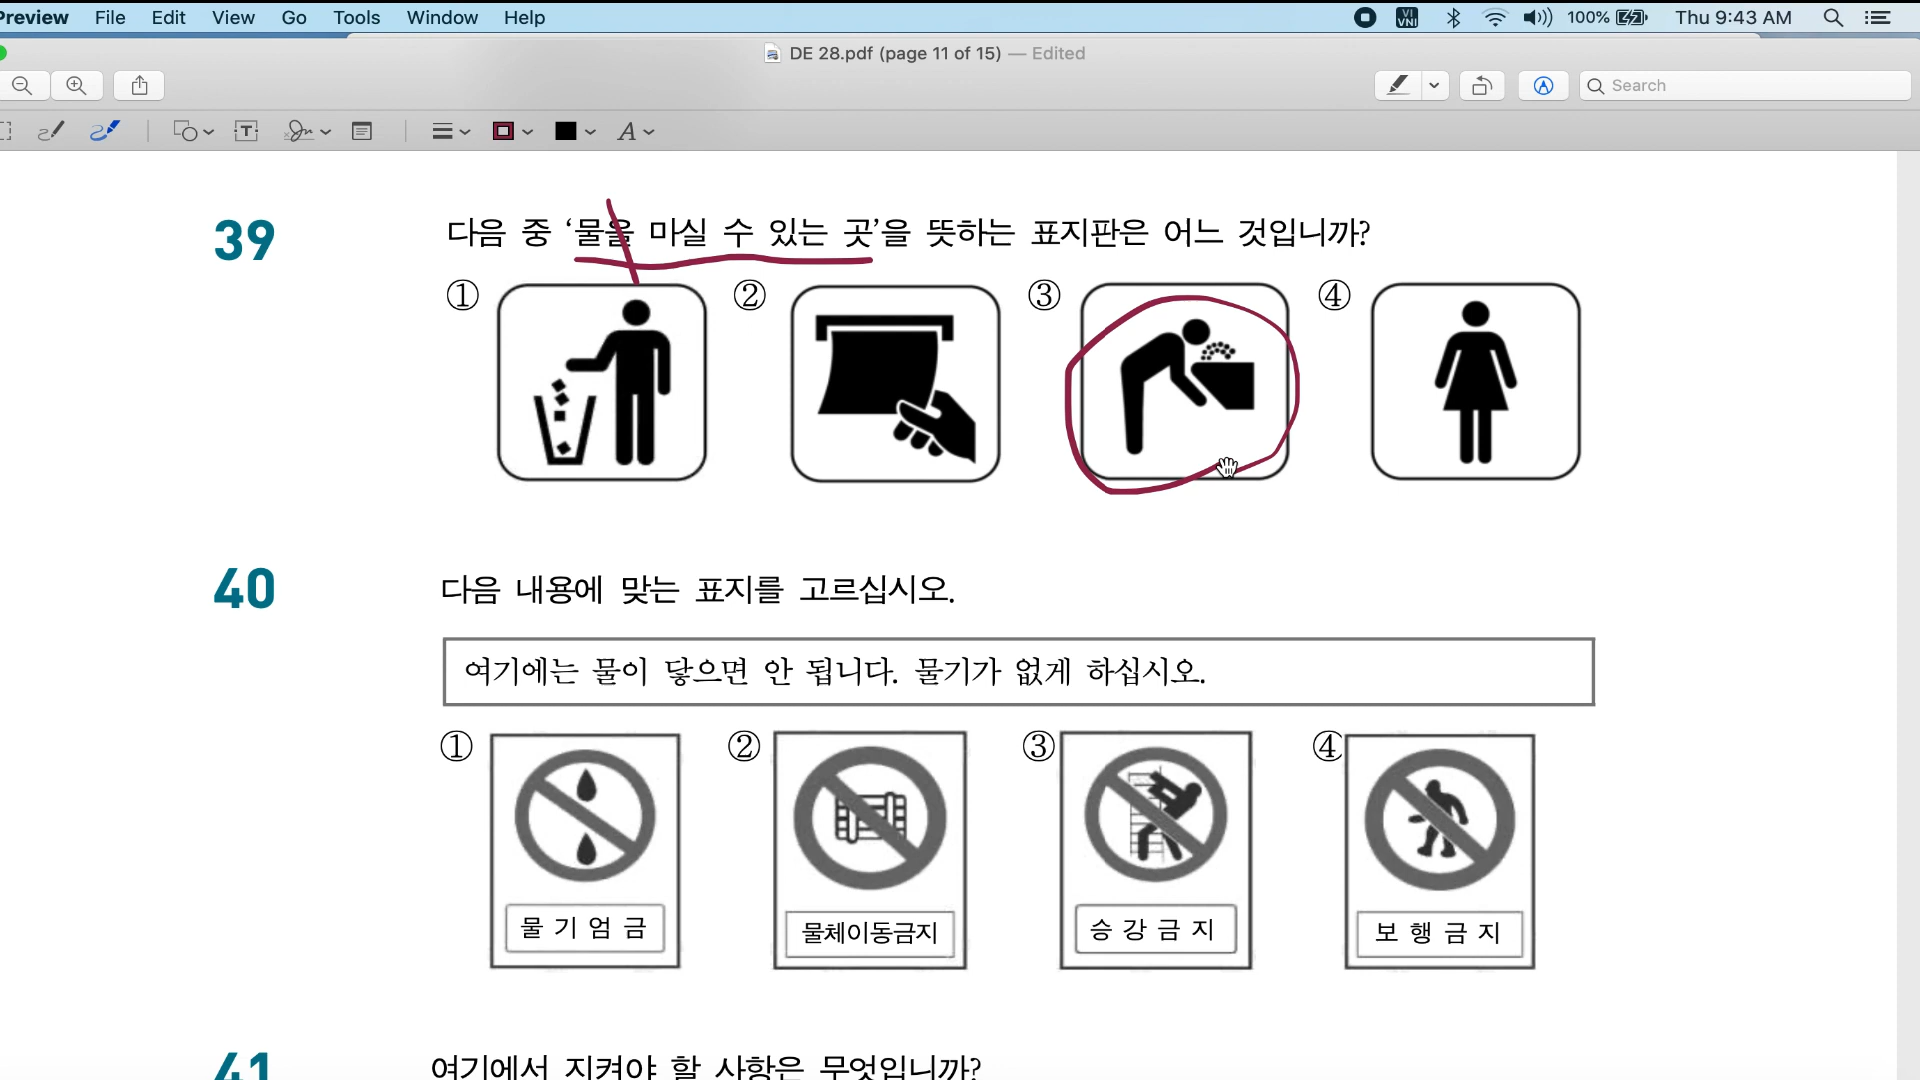 Preview File Edit View Go Tools Window Help VI VNI 100% Thu 9:43 AM
DE 28.pdf (page 11 of 15) — Edited
Search
T A
39 다음 중 ‘물을 마실 수 있는 곳’을 뜻하는 표지판은 어느 것입니까?
① ② ③ ④
40 다음 내용에 맞는 표지를 고르십시오.
여기에는 물이 닿으면 안 됩니다. 물기가 없게 하십시오.
① ② ③ ④
물기엄금 물체이동금지 승강금지 보행금지
41 여기에서 지켜야 할 사항은 무엇입니까?